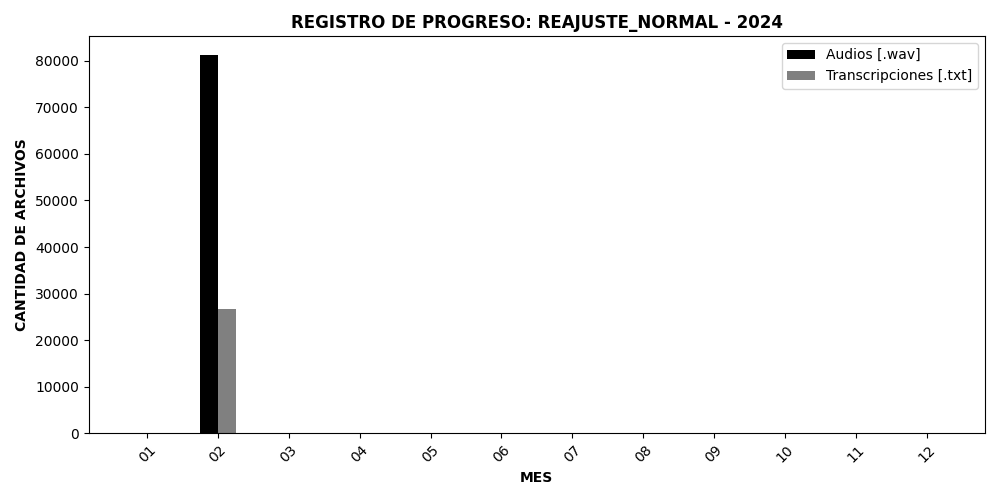 REGISTRO DE PROGRESO: REAJUSTE_NORMAL - 2024
Audios [.wav]
Transcripciones [.txt]
CANTIDAD DE ARCHIVOS
80000
70000
60000
50000
40000
30000
20000
10000
0
01 02 03 04 05 06 07 08 09 10 11 12
MES